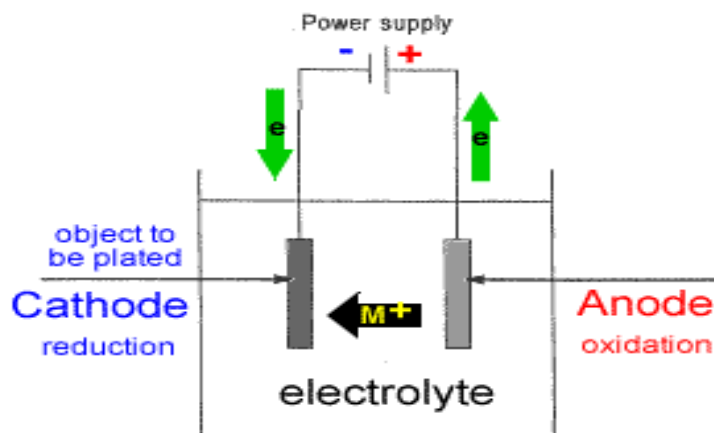 Power supply
- +
e
e
object to
be plated
Cathode
reduction
M+
Anode
oxidation
electrolyte